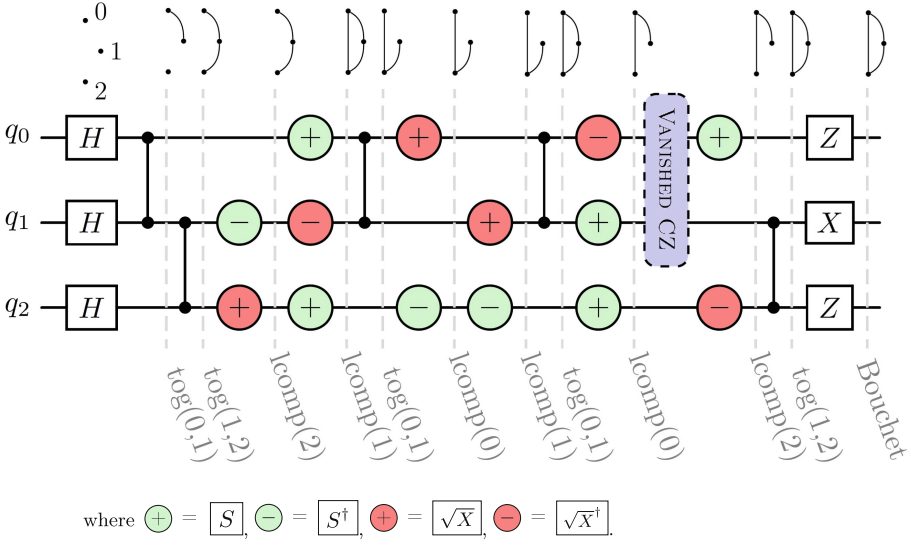 0
1
2
q0 H + + − + Z
q1 H − − + + X
q2 H + + − − + − Z
VANISHED CZ
tog(0,1)
tog(1,2)
lcomp(2)
lcomp(1)
tog(0,1)
lcomp(0)
lcomp(1)
tog(0,1)
lcomp(0)
lcomp(2)
tog(1,2)
Bouchet
where + = S, − = S†, + = √X, − = √X†.